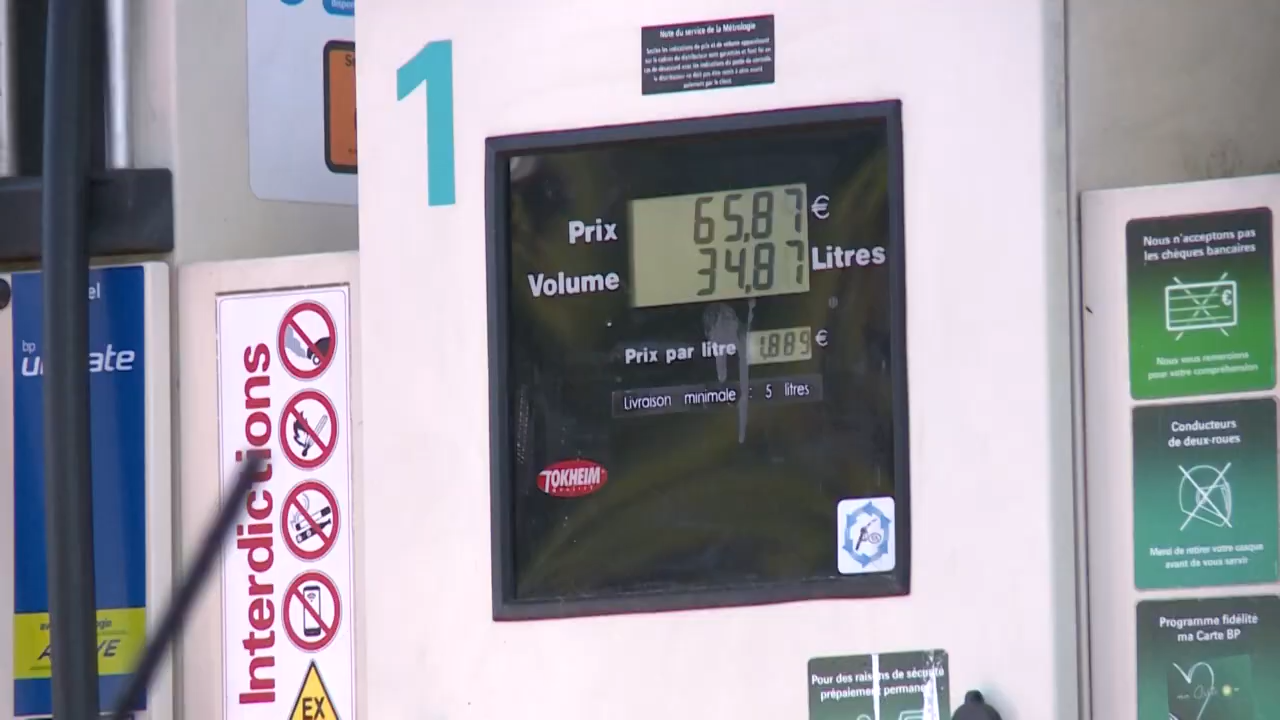 1
Note du service de la Métrologie
Prix 65,87 €
Volume 34,87 Litres
Prix par litre 1.889 €
Livraison minimale : 5 litres
TOKHEIM
bp
Interdictions
EX
Nous n'acceptons pas
les chèques bancaires
Nous vous remercions
pour votre compréhension
Conducteurs
de deux-roues
Merci de retirer votre casque
avant de vous servir
Programme fidélité
ma Carte BP
Pour des raisons de sécurité
prépaiement permanent